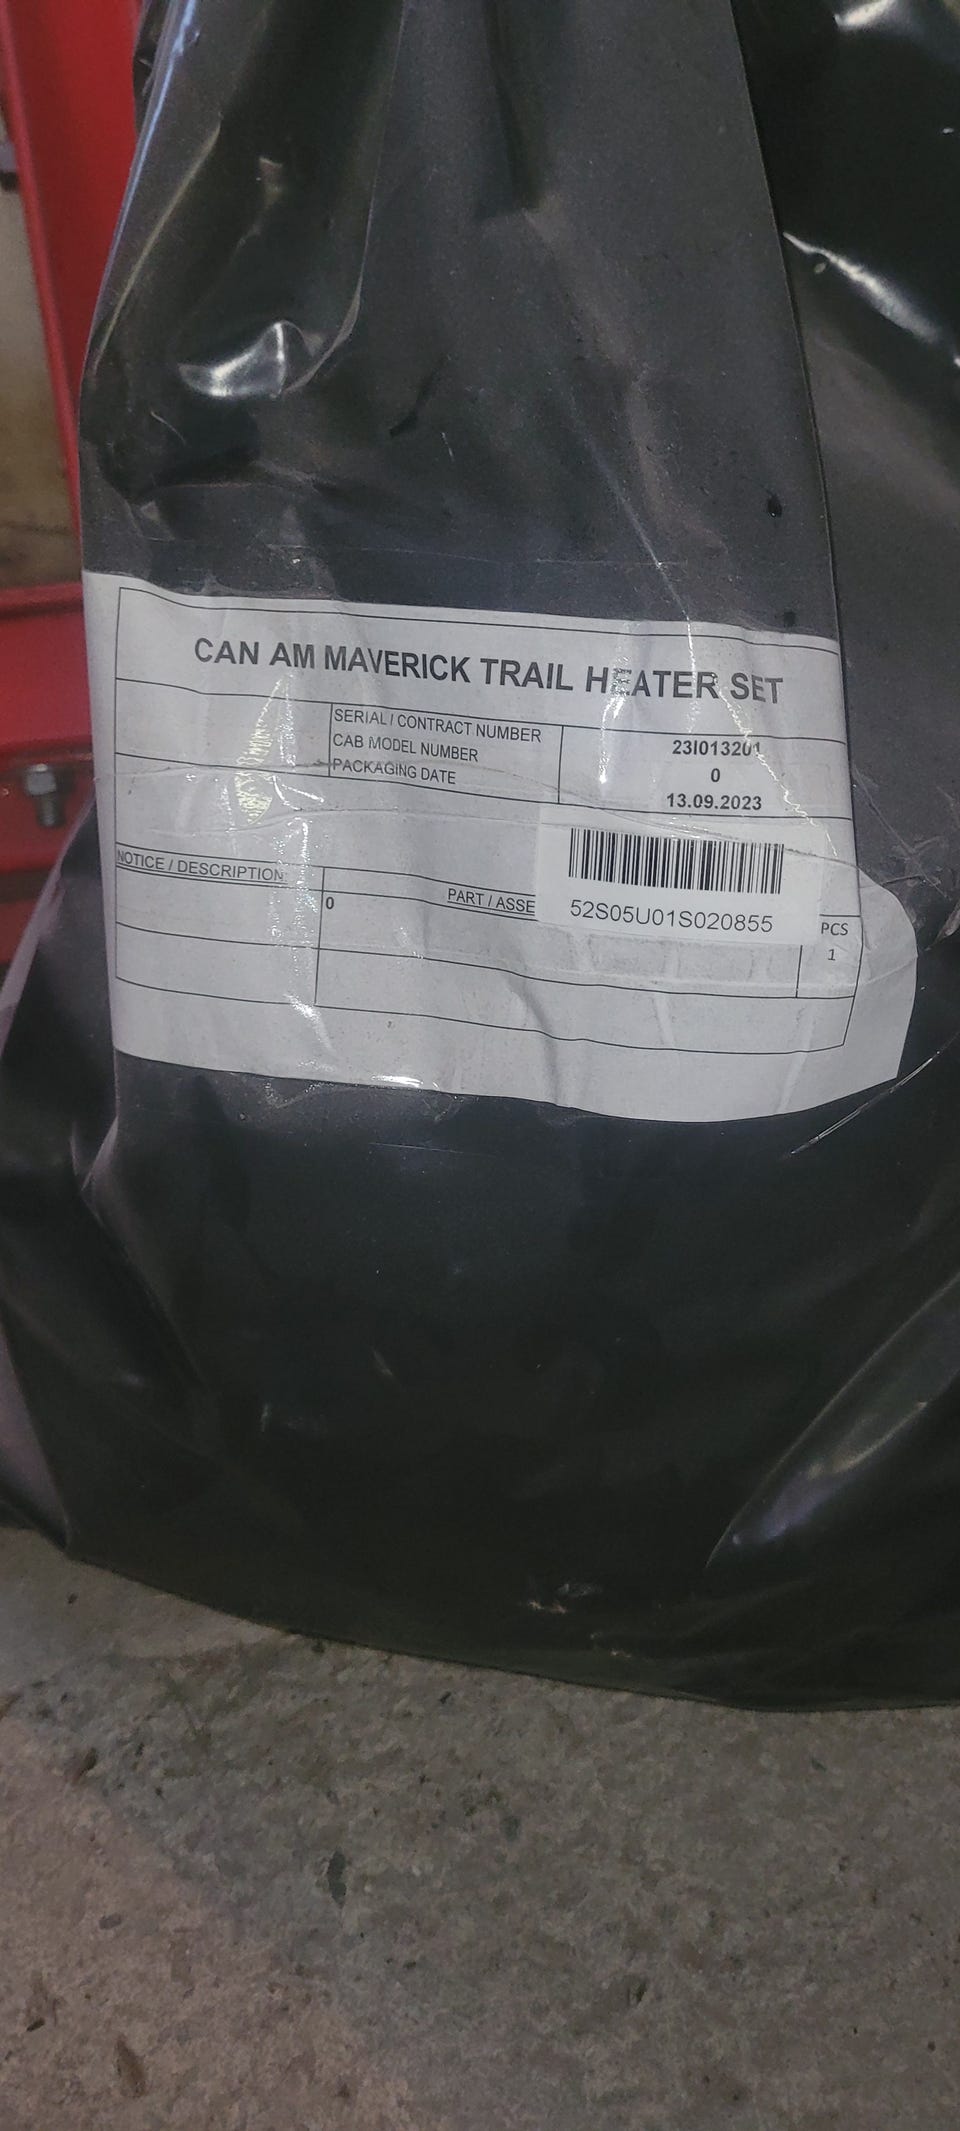 CAN AM MAVERICK TRAIL HEATER SET
SERIAL / CONTRACT NUMBER 23I013201
CAB MODEL NUMBER 0
PACKAGING DATE 13.09.2023
NOTICE / DESCRIPTION PART / ASSE PCS
0 1
52S05U01S020855